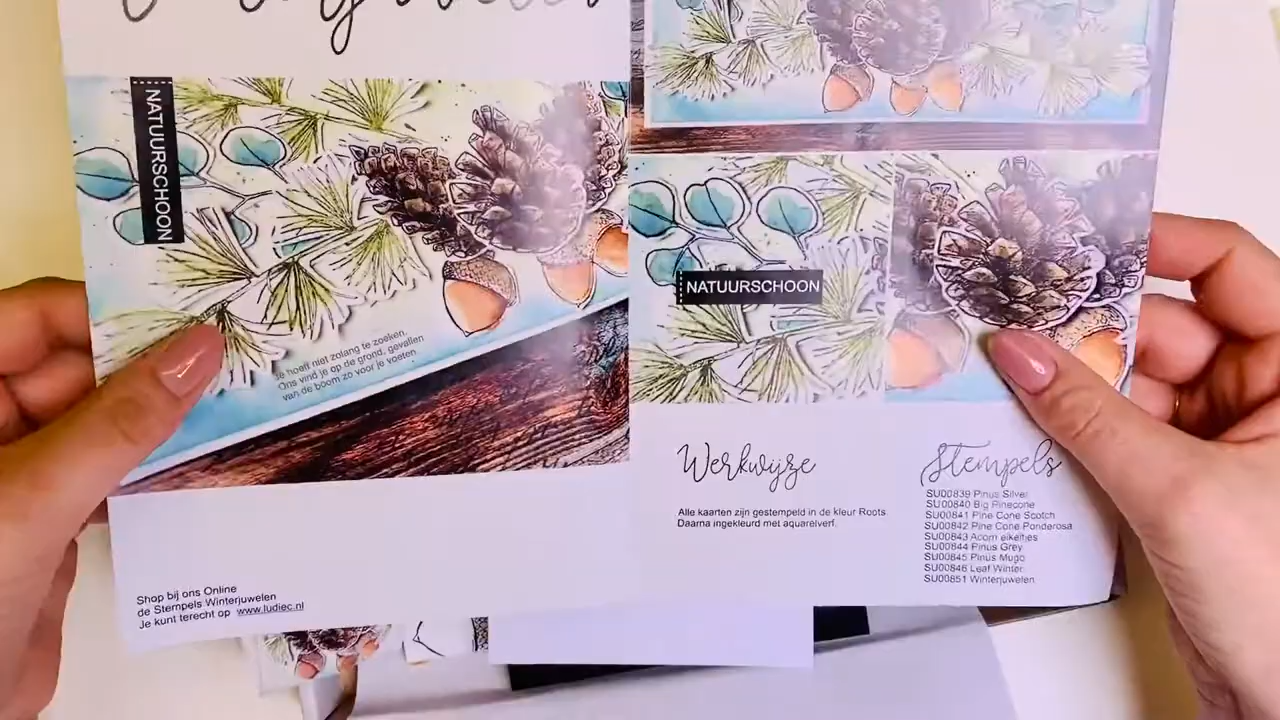 NATUURSCHOON
Je hoeft niet zolang te zoeken.
Ons vind je op de grond, gevallen
van de boom zo voor je voeten
Shop bij ons Online
de Stempels Winterjuwelen
Je kunt terecht op www.ludiec.nl
NATUURSCHOON
Werkwijze
Alle kaarten zijn gestempeld in de kleur Roots
Daarna ingekleurd met aquarelverf.
Stempels
SU00839 Pinus Silver
SU00840 Big Pinecone
SU00841 Pine Cone Scotch
SU00842 Pine Cone Ponderosa
SU00843 Acorn eikeltjes
SU00844 Pinus Grey
SU00845 Pinus Mugo
SU00846 Leaf Winter
SU00851 Winterjuwelen